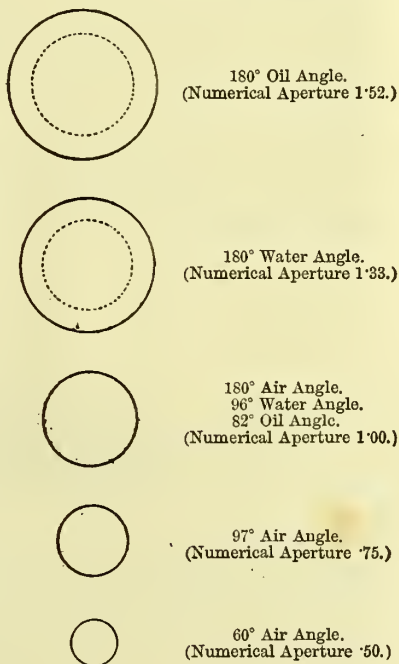 180° Oil Angle.
(Numerical Aperture 1·52.)
180° Water Angle.
(Numerical Aperture 1·33.)
180° Air Angle.
96° Water Angle.
82° Oil Angle.
(Numerical Aperture 1·00.)
97° Air Angle.
(Numerical Aperture ·75.)
60° Air Angle.
(Numerical Aperture ·50.)